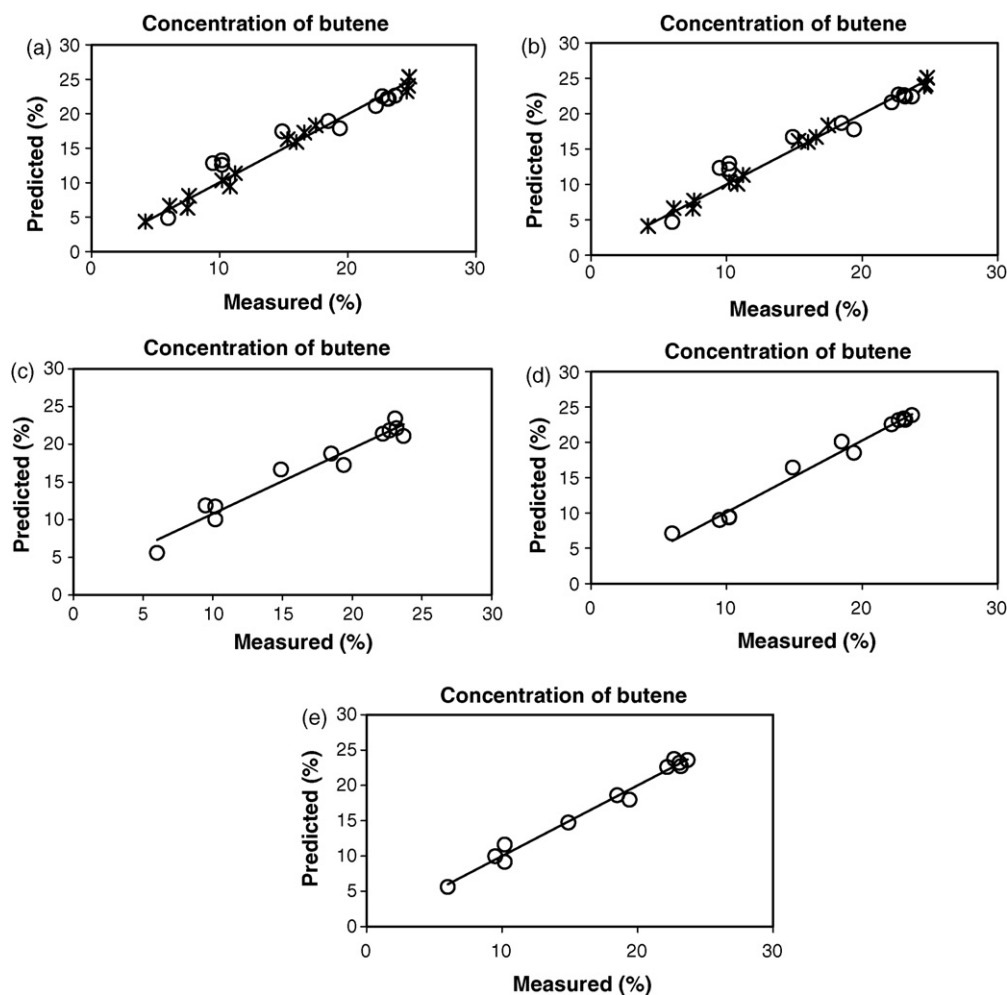 Concentration of butene
(a)
30
25
20
15
10
5
0
0 10 20 30
Predicted (%)
Measured (%)
Concentration of butene
(b)
30
25
20
15
10
5
0
0 10 20 30
Predicted (%)
Measured (%)
Concentration of butene
(c)
30
25
20
15
10
5
0
0 5 10 15 20 25 30
Predicted (%)
Measured (%)
Concentration of butene
(d)
30
25
20
15
10
5
0
0 10 20 30
Predicted (%)
Measured (%)
Concentration of butene
(e)
30
25
20
15
10
5
0
0 10 20 30
Predicted (%)
Measured (%)